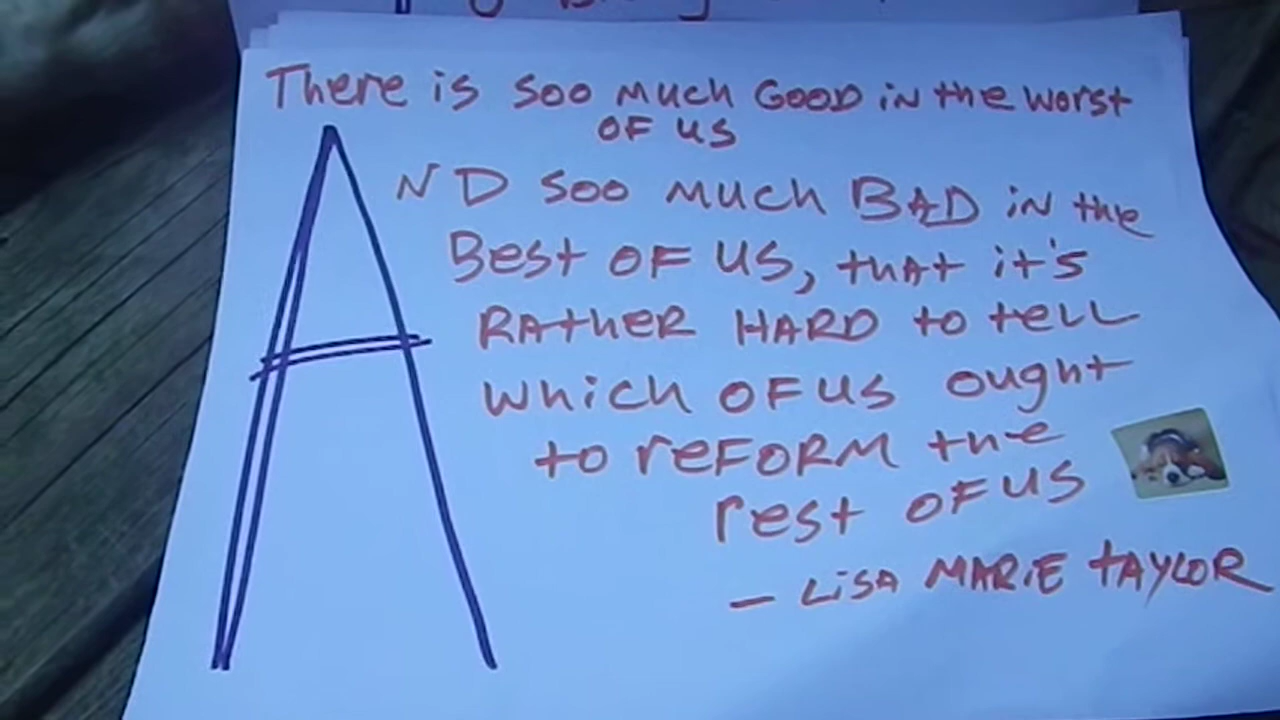 There is soo much GOOD in the worst
OF us
AND soo much BAD in the
Best OF US, that it's
RAtHER HARD to tell
which OF US ought
to reFORM the
rest OF US
- LiSA MARiE tAYLOR